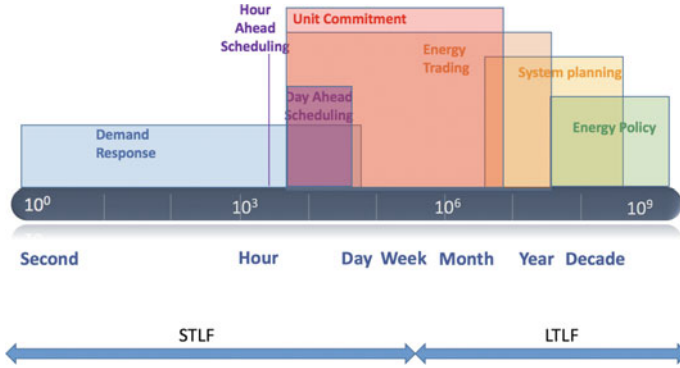 Hour
Ahead
Scheduling
Unit Commitment
Energy
Trading
System planning
Day Ahead
Scheduling
Energy Policy
Demand
Response
10⁰
10³
10⁶
10⁹
Second Hour Day Week Month Year Decade
STLF LTLF